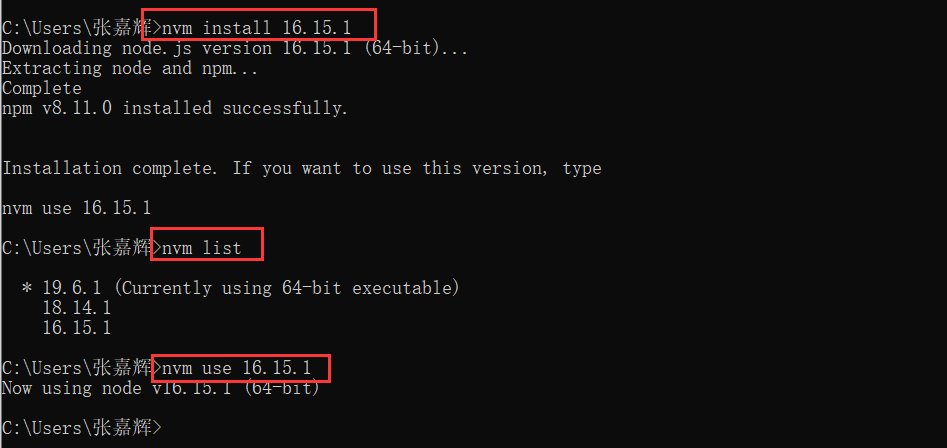 C:\Users\张嘉辉>nvm install 16.15.1
Downloading node.js version 16.15.1 (64-bit)...
Extracting node and npm...
Complete
npm v8.11.0 installed successfully.
Installation complete. If you want to use this version, type
nvm use 16.15.1
C:\Users\张嘉辉>nvm list
* 19.6.1 (Currently using 64-bit executable)
18.14.1
16.15.1
C:\Users\张嘉辉>nvm use 16.15.1
Now using node v16.15.1 (64-bit)
C:\Users\张嘉辉>